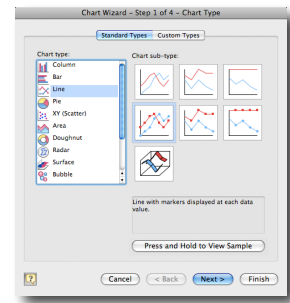 Chart Wizard – Step 1 of 4 – Chart Type
Standard Types Custom Types
Chart type:
Column
Bar
Line
Pie
XY (Scatter)
Area
Doughnut
Radar
Surface
Bubble
Chart sub-type:
Line with markers displayed at each data
value.
Press and Hold to View Sample
? Cancel < Back Next > Finish